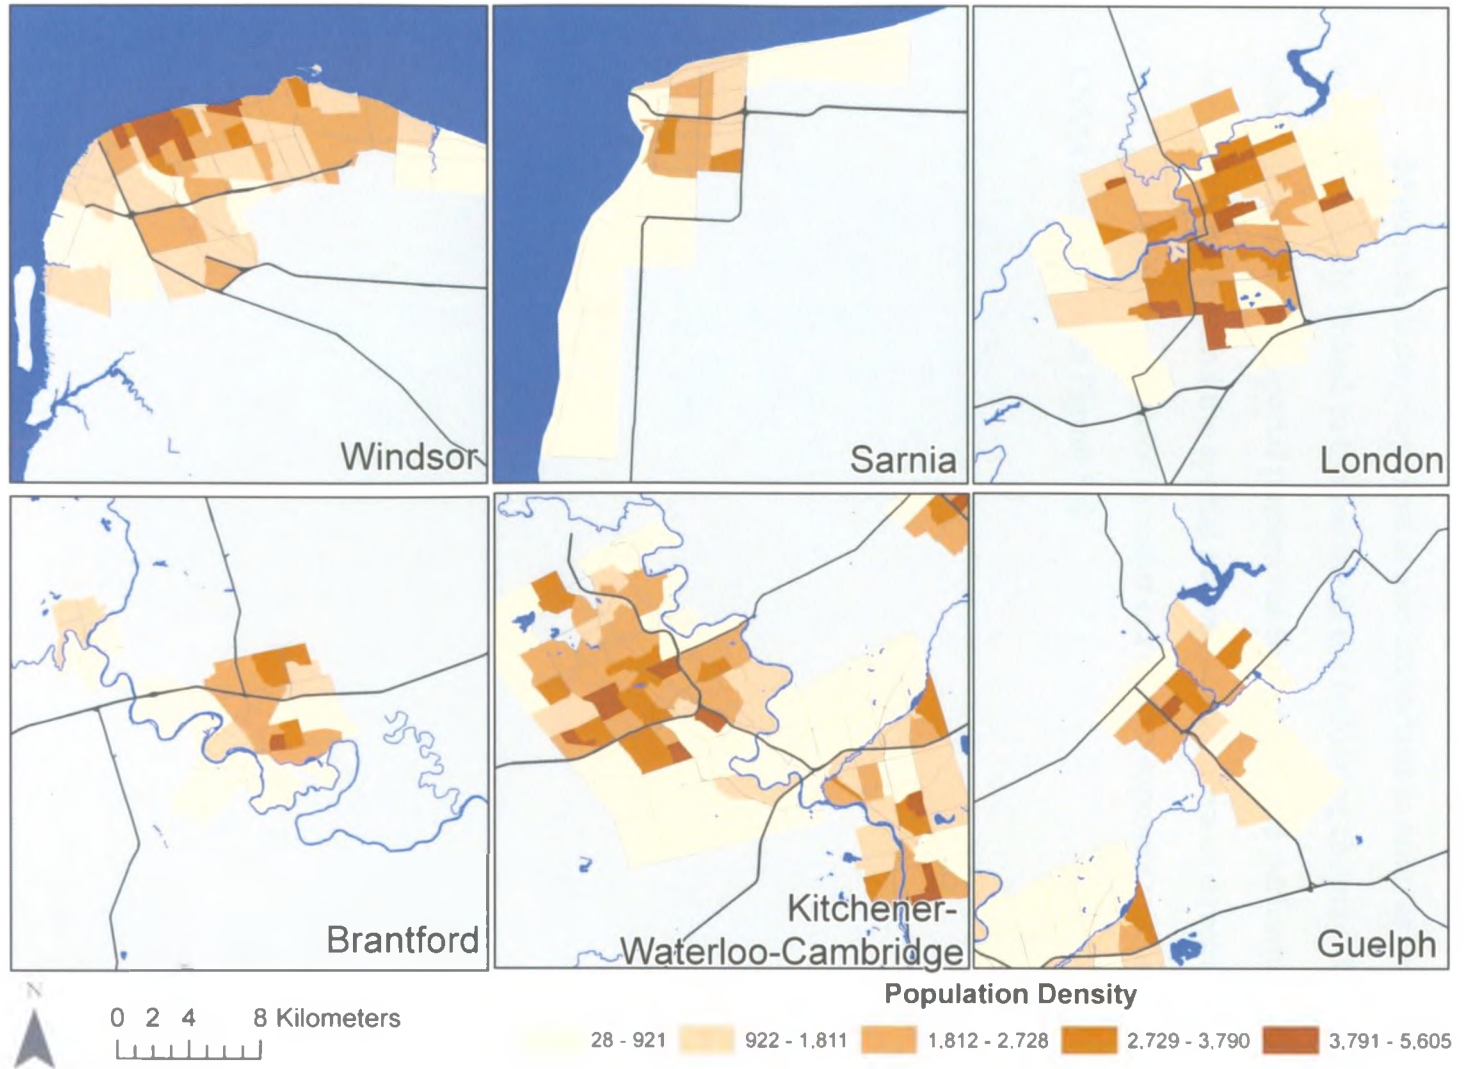 Windsor
Sarnia
London
Brantford
Kitchener-
Waterloo-Cambridge
Guelph
N
0 2 4 8 Kilometers
Population Density
28 - 921
922 - 1,811
1,812 - 2,728
2,729 - 3,790
3,791 - 5,605